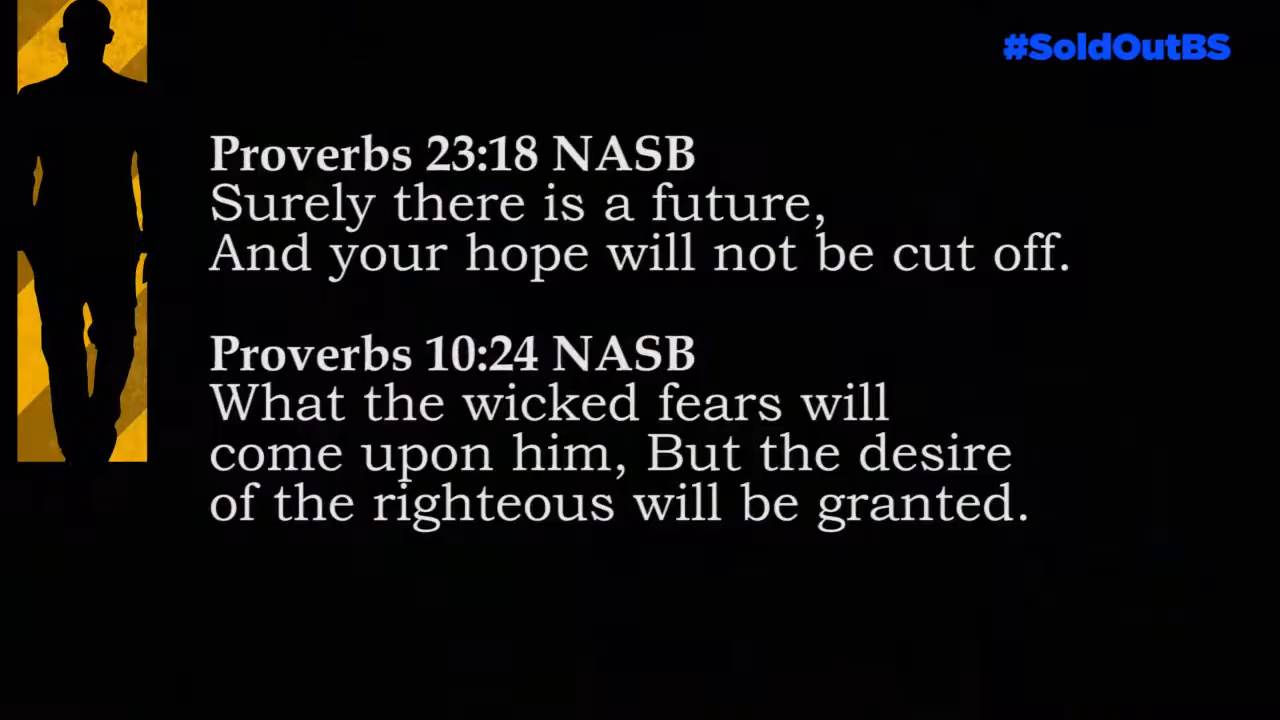 #SoldOutBS
Proverbs 23:18 NASB
Surely there is a future,
And your hope will not be cut off.
Proverbs 10:24 NASB
What the wicked fears will
come upon him, But the desire
of the righteous will be granted.